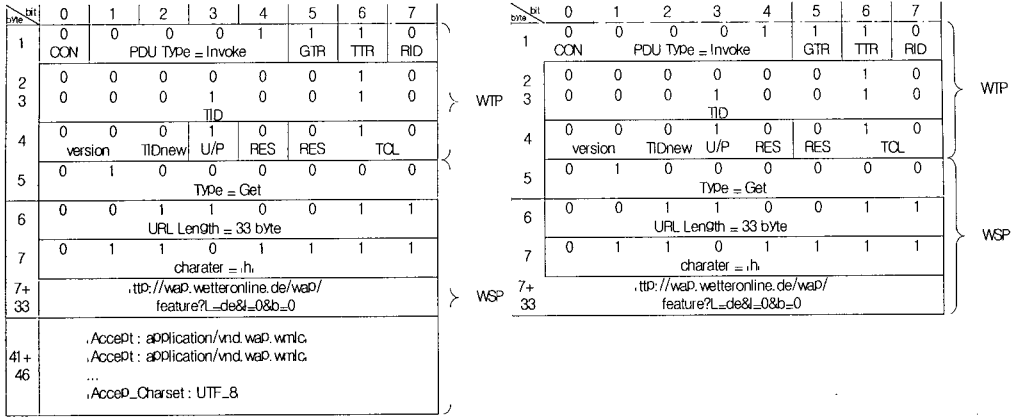 bit byte 0 1 2 3 4 5 6 7
1 0 0 0 0 1 1 1 0
CON PDU Type = Invoke GTR TTR RID
2 0 0 0 0 0 0 1 0
3 0 0 0 1 0 0 1 0
TID
WTP
4 0 0 0 1 0 0 1 0
version TIDnew U/P RES RES TCL
5 0 1 0 0 0 0 0 0
Type = Get
6 0 0 1 1 0 0 1 1
URL Length = 33 byte
7 0 1 1 0 1 1 1 1
charater = 'h'
7+ 'ttp://wap.wetteronline.de/wap/
33 feature?L=de&l=0&b=0
WSP
'Accept : application/vnd.wap.wmlc'
41+ 'Accept : application/vnd.wap.wmlc'
46 ...
'Accep_Charset : UTF_8'
bit byte 0 1 2 3 4 5 6 7
1 0 0 0 0 1 1 1 0
CON PDU Type = Invoke GTR TTR RID
2 0 0 0 0 0 0 1 0
3 0 0 0 1 0 0 1 0
TID
WTP
4 0 0 0 1 0 0 1 0
version TIDnew U/P RES RES TCL
5 0 1 0 0 0 0 0 0
Type = Get
6 0 0 1 1 0 0 1 1
URL Length = 33 byte
WSP
7 0 1 1 0 1 1 1 1
charater = 'h'
7+ 'ttp://wap.wetteronline.de/wap/
33 feature?L=de&l=0&b=0